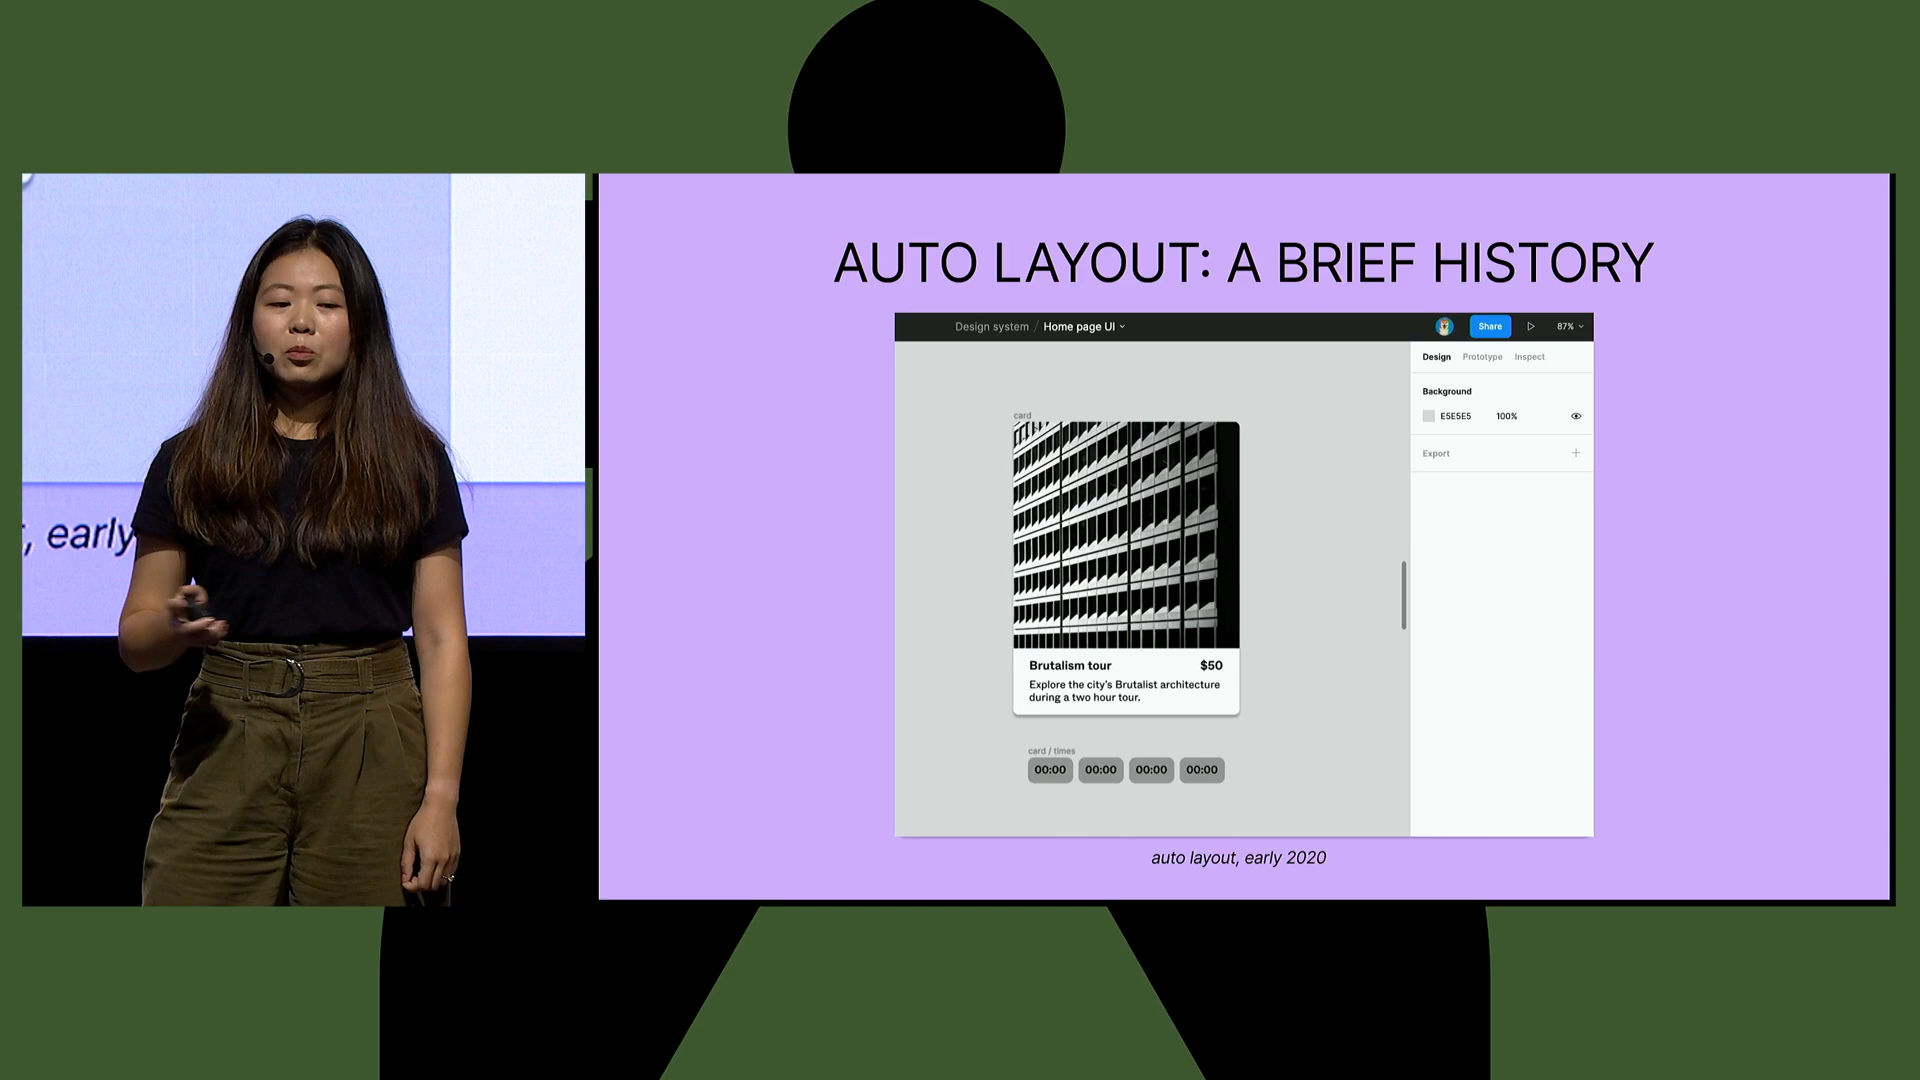 , early
AUTO LAYOUT: A BRIEF HISTORY
Design system / Home page UI
Share
87%
Design Prototype Inspect
Background
E5E5E5 100%
Export
card
Brutalism tour $50
Explore the city's Brutalist architecture
during a two hour tour.
card / times
00:00 00:00 00:00 00:00
auto layout, early 2020